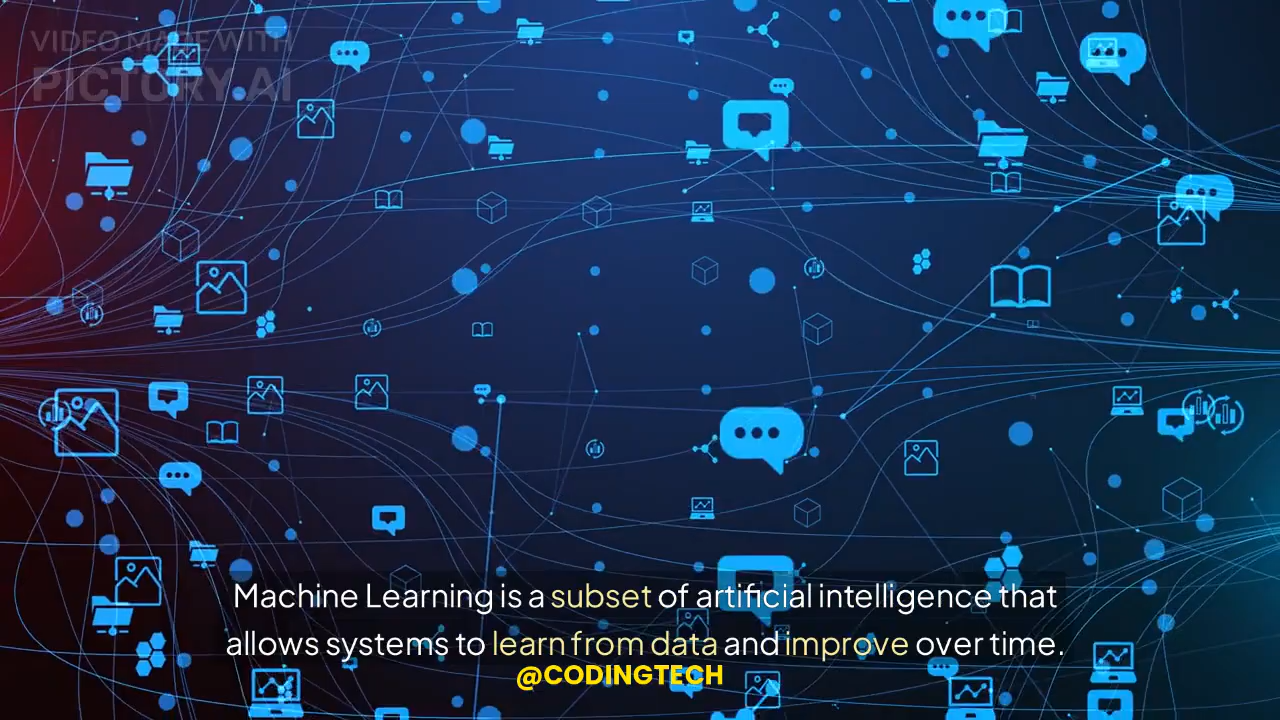 VIDEO MADE WITH
PICTORY.AI
Machine Learning is a subset of artificial intelligence that
allows systems to learn from data and improve over time.
@CODINGTECH